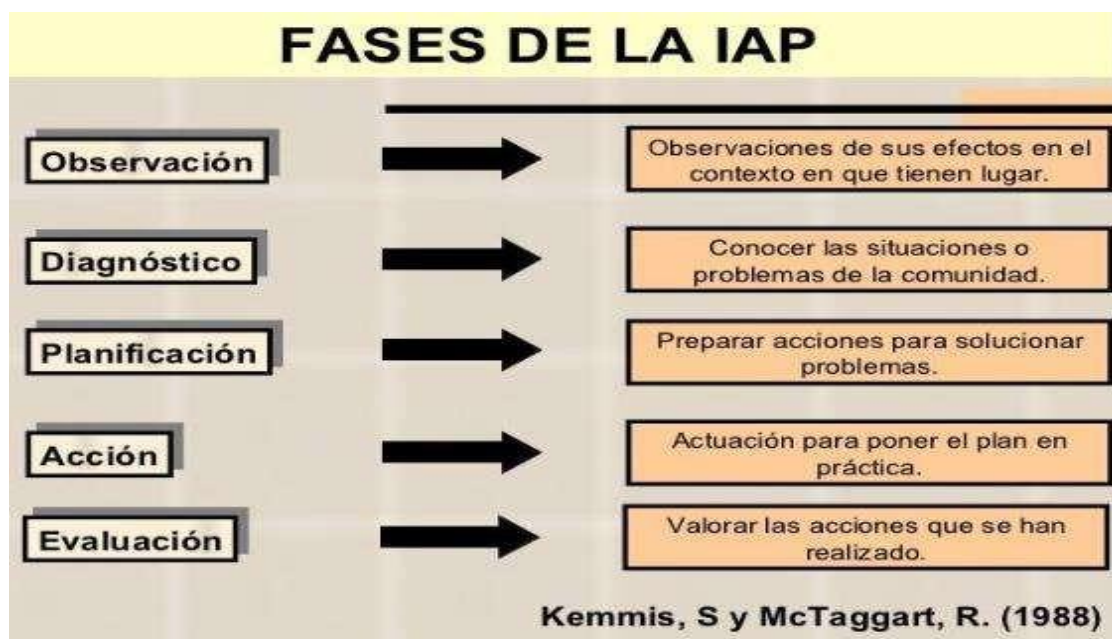 FASES DE LA IAP
Observación
Observaciones de sus efectos en el
contexto en que tienen lugar.
Diagnóstico
Conocer las situaciones o
problemas de la comunidad.
Planificación
Preparar acciones para solucionar
problemas.
Acción
Actuación para poner el plan en
práctica.
Evaluación
Valorar las acciones que se han
realizado.
Kemmis, S y McTaggart, R. (1988)